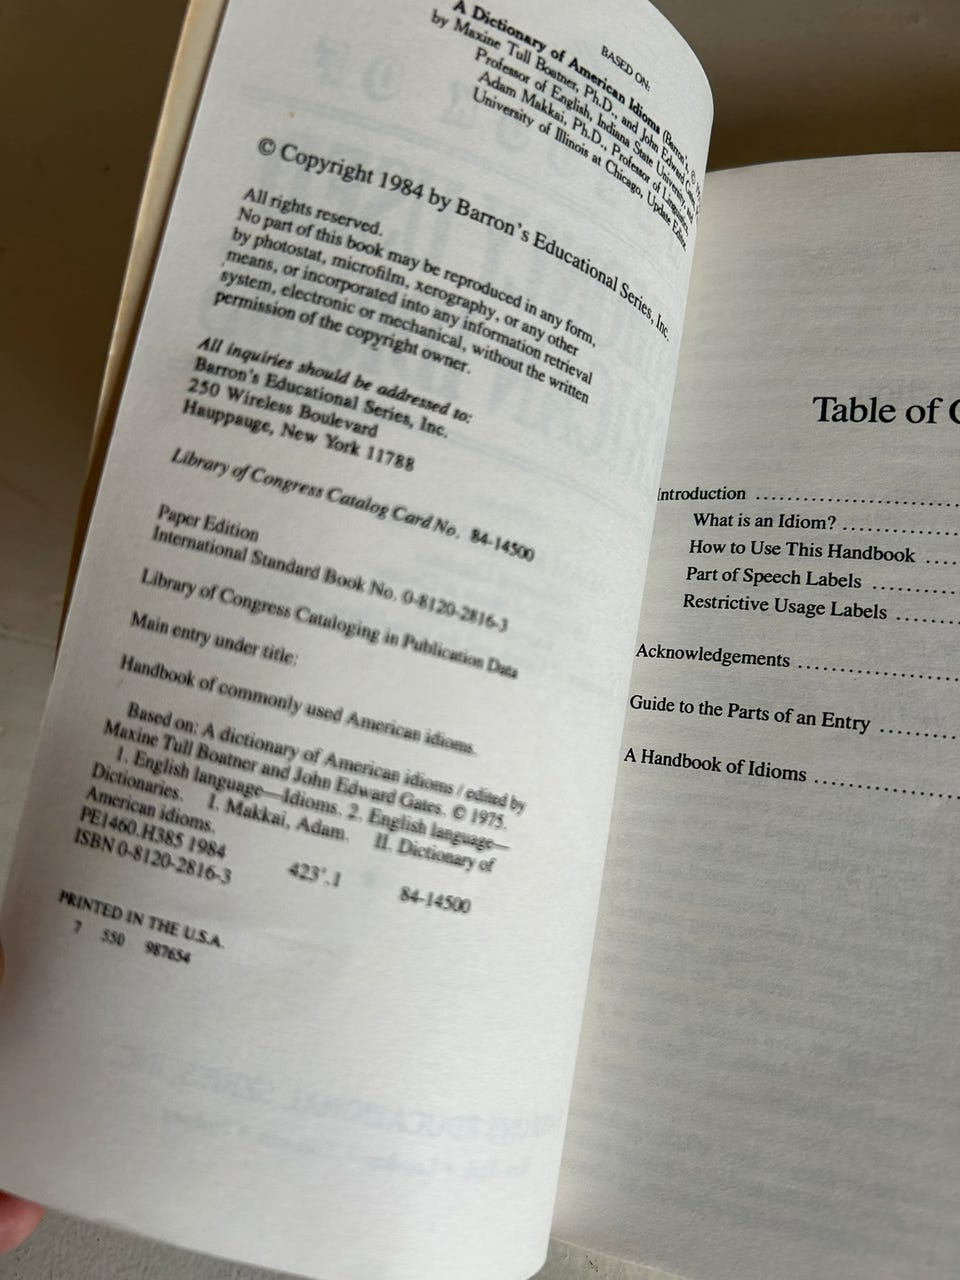 BASED ON:
A Dictionary of American Idioms (Barron's, ©
by Maxine Tull Boatner, Ph.D., and John Edward Gates,
Professor of English, Indiana State University, and
Adam Makkai, Ph.D., Professor of Linguistics,
University of Illinois at Chicago, Update Editor.
© Copyright 1984 by Barron's Educational Series, Inc.
All rights reserved.
No part of this book may be reproduced in any form,
by photostat, microfilm, xerography, or any other
means, or incorporated into any information retrieval
system, electronic or mechanical, without the written
permission of the copyright owner.
All inquiries should be addressed to:
Barron's Educational Series, Inc.
250 Wireless Boulevard
Hauppauge, New York 11788
Library of Congress Catalog Card No. 84-14500
Paper Edition
International Standard Book No. 0-8120-2816-3
Library of Congress Cataloging in Publication Data
Main entry under title:
Handbook of commonly used American idioms.
Based on: A dictionary of American idioms / edited by
Maxine Tull Boatner and John Edward Gates. © 1975.
1. English language—Idioms. 2. English language—
Dictionaries. I. Makkai, Adam. II. Dictionary of
American idioms.
PE1460.H385 1984 423'.1 84-14500
ISBN 0-8120-2816-3
PRINTED IN THE U.S.A.
7 550 987654
Table of
Introduction
What is an Idiom?
How to Use This Handbook
Part of Speech Labels
Restrictive Usage Labels
Acknowledgements
Guide to the Parts of an Entry
A Handbook of Idioms